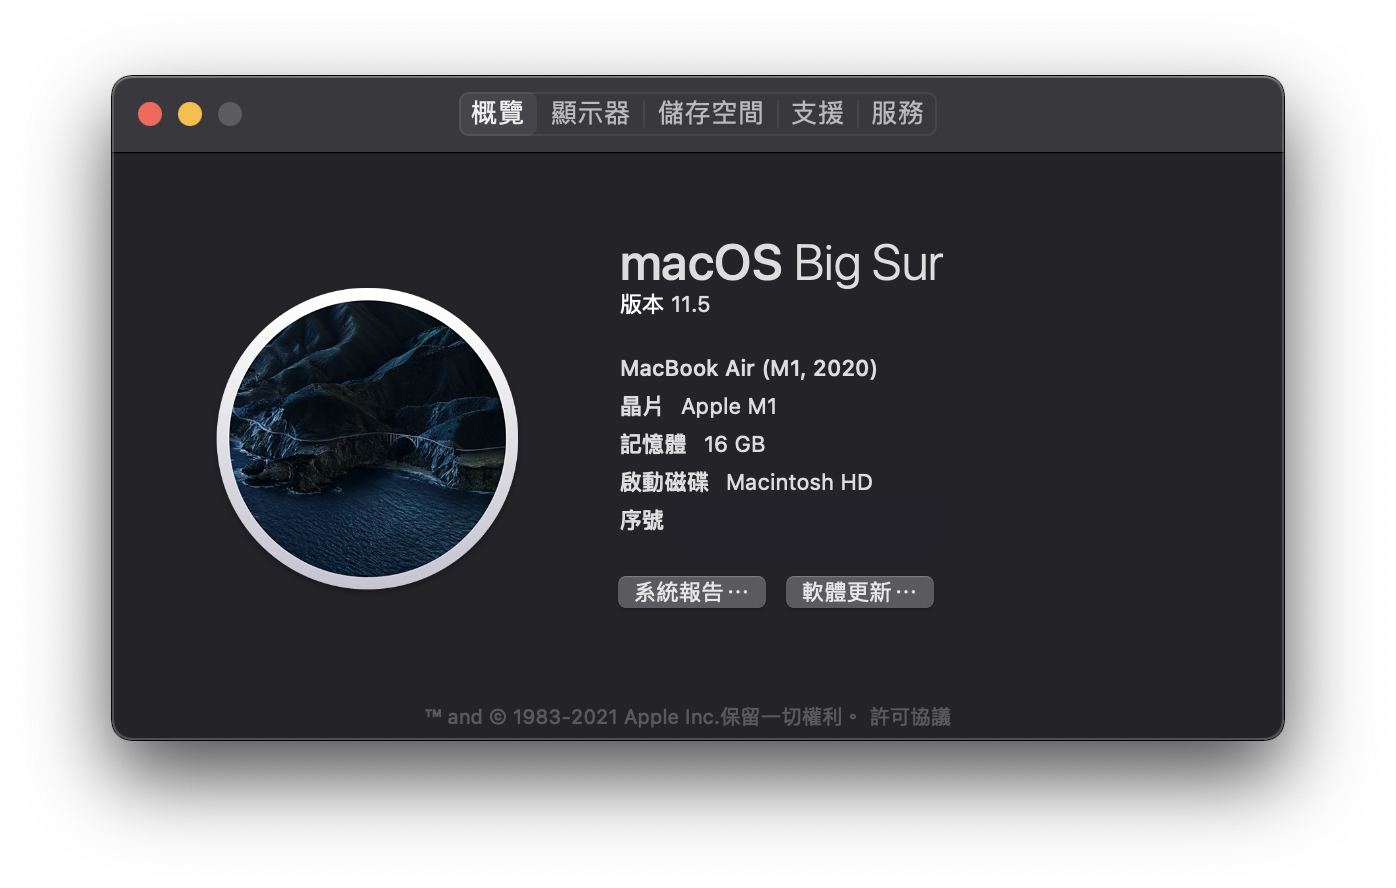 概覽 顯示器 儲存空間 支援 服務
macOS Big Sur
版本 11.5
MacBook Air (M1, 2020)
晶片 Apple M1
記憶體 16 GB
啟動磁碟 Macintosh HD
序號
系統報告⋯ 軟體更新⋯
™ and © 1983-2021 Apple Inc.保留一切權利。 許可協議